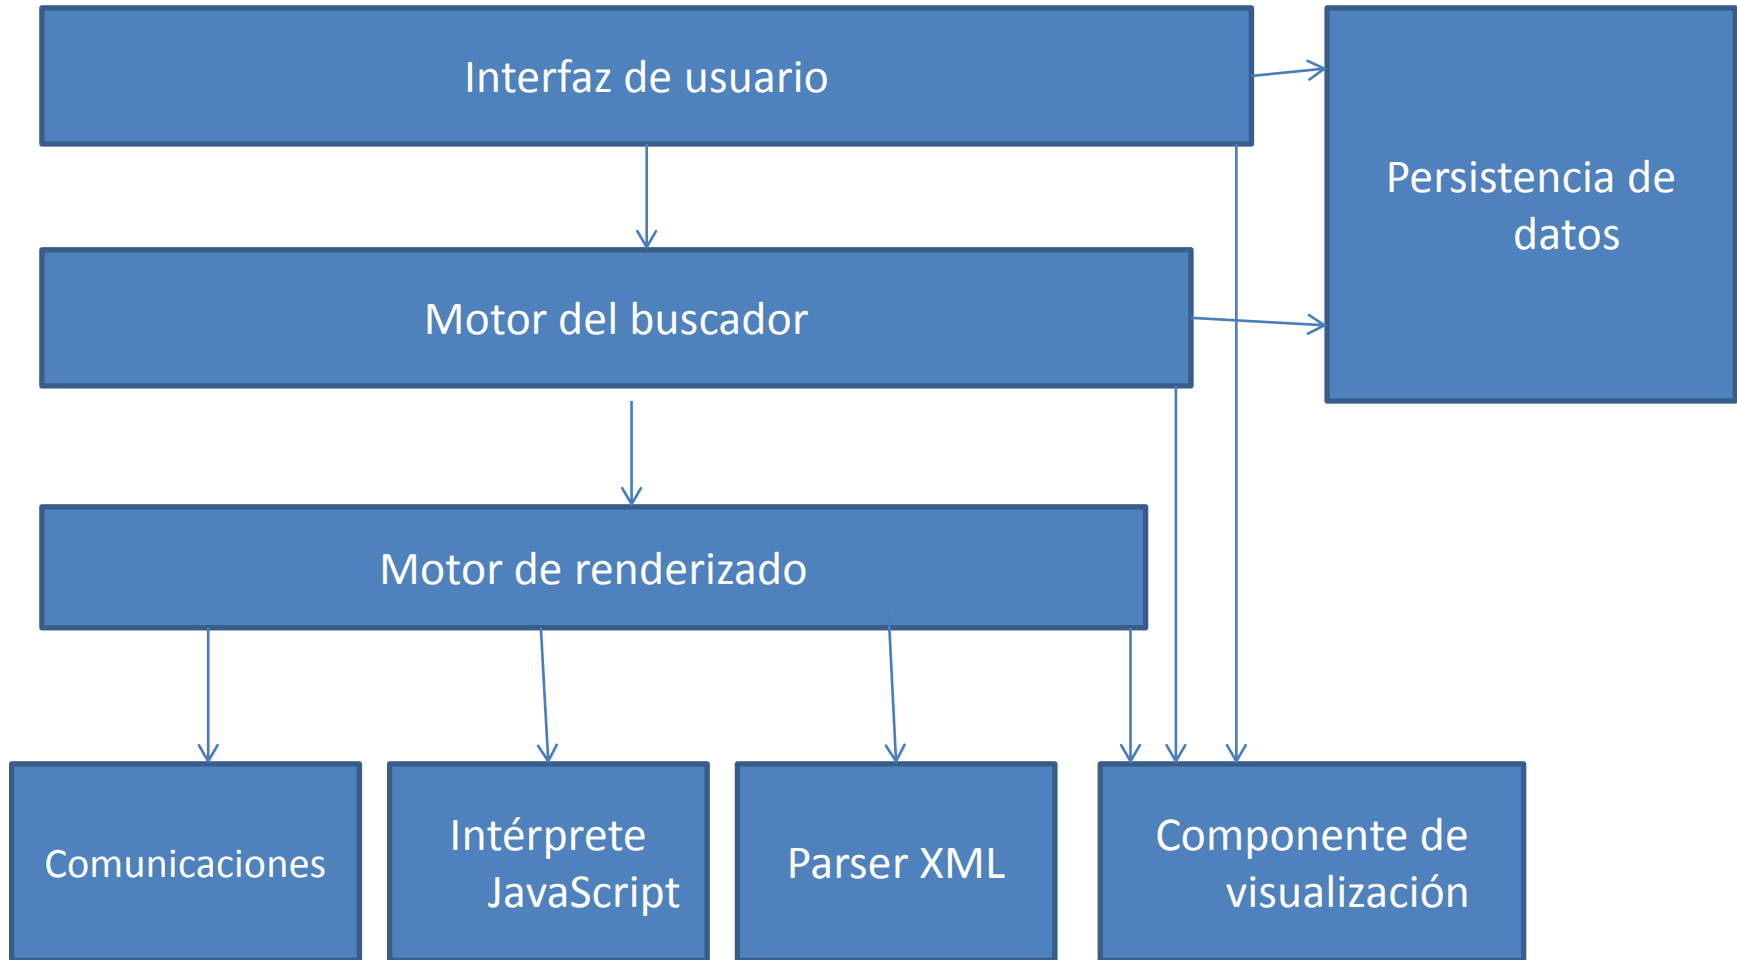 Interfaz de usuario
Persistencia de
datos
Motor del buscador
Motor de renderizado
Comunicaciones
Intérprete
JavaScript
Parser XML
Componente de
visualización